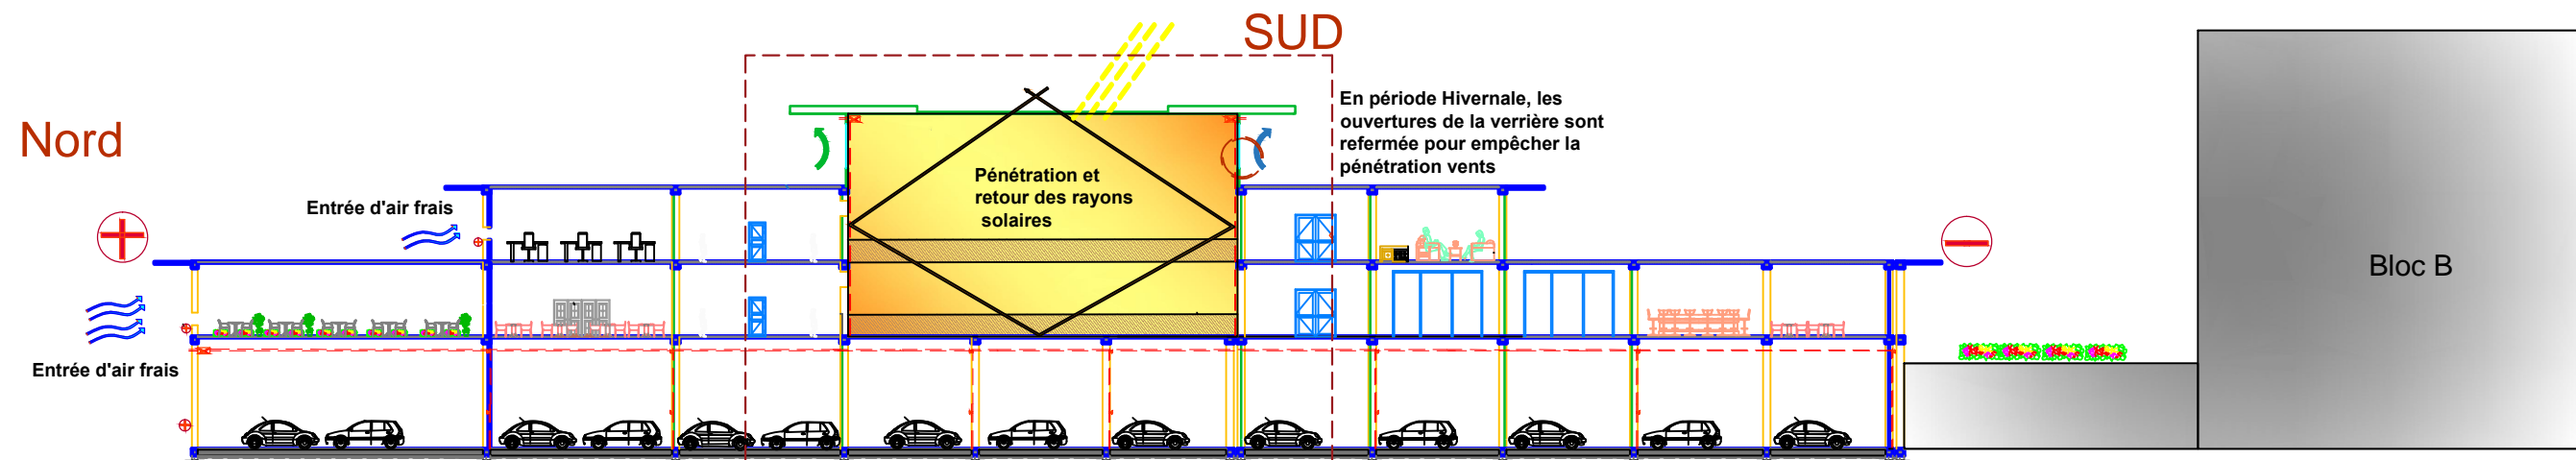 SUD
Nord
En période Hivernale, les
ouvertures de la verrière sont
refermée pour empêcher la
pénétration vents
Pénétration et
retour des rayons
solaires
Entrée d'air frais
Bloc B
Entrée d'air frais